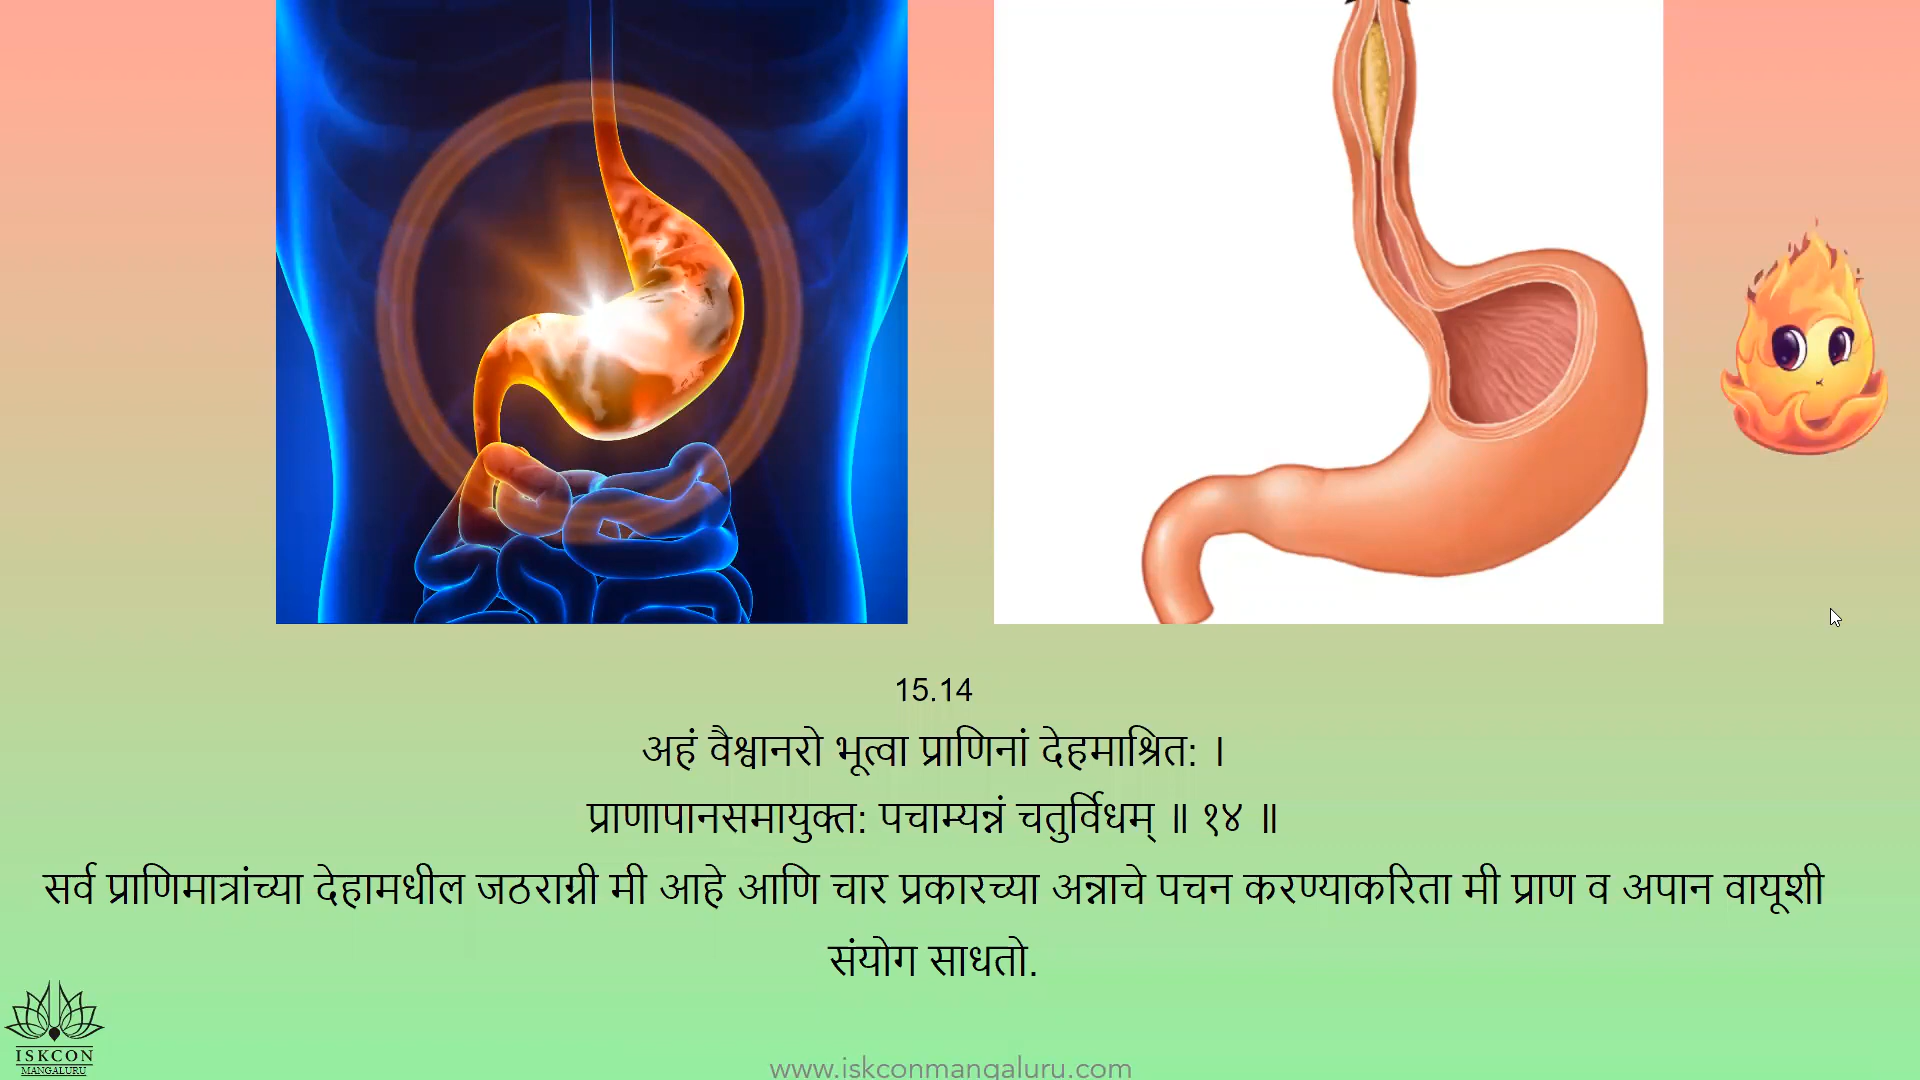 15.14
अहं वैश्वानरो भूत्वा प्राणिनां देहमाश्रित: ।
प्राणापानसमायुक्त: पचाम्यन्नं चतुर्विधम् ॥ १४ ॥
सर्व प्राणिमात्रांच्या देहामधील जठराग्नी मी आहे आणि चार प्रकारच्या अन्नाचे पचन करण्याकरिता मी प्राण व अपान वायूशी
संयोग साधतो.
ISKCON
MANGALURU
www.iskconmangaluru.com